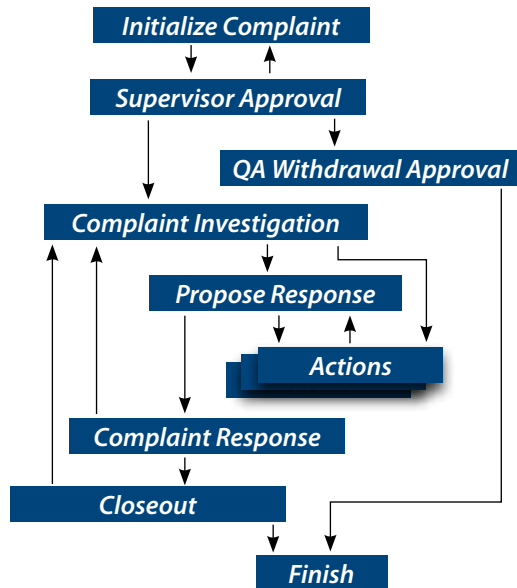 Initialize Complaint
Supervisor Approval
QA Withdrawal Approval
Complaint Investigation
Propose Response
Actions
Complaint Response
Closeout
Finish